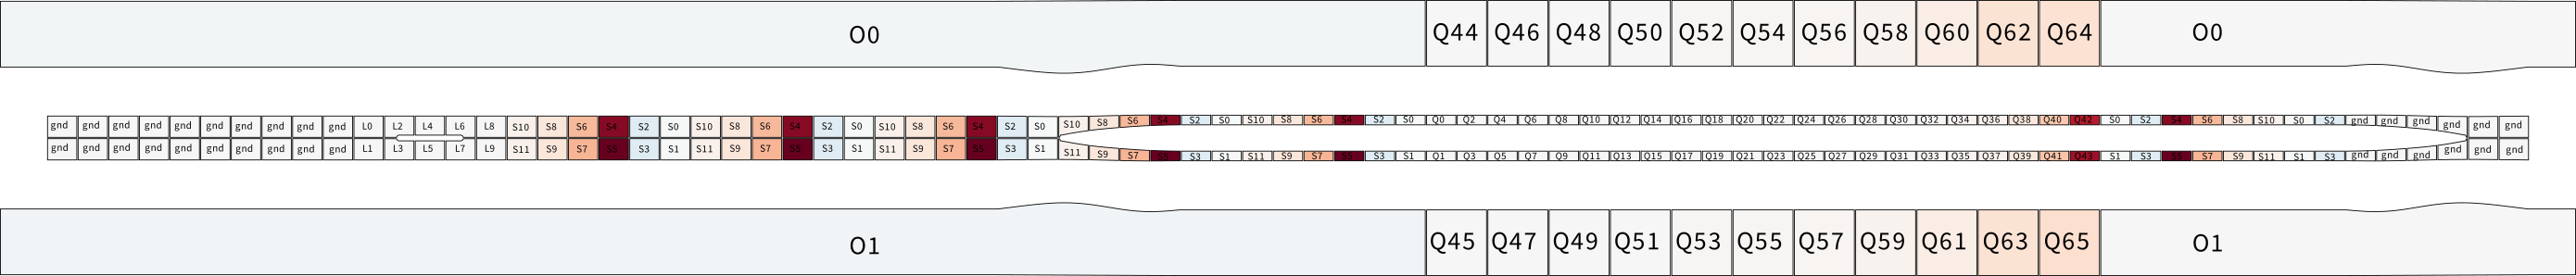 O0 Q44 Q46 Q48 Q50 Q52 Q54 Q56 Q58 Q60 Q62 Q64 O0
gnd gnd gnd gnd gnd gnd gnd gnd gnd gnd L0 L2 L4 L6 L8 S10 S8 S6 S4 S2 S0 S10 S8 S6 S4 S2 S0 S10 S8 S6 S4 S2 S0 S10 S8 S6 S4 S2 S0 S10 S8 S6 S4 S2 S0 Q0 Q2 Q4 Q6 Q8 Q10 Q12 Q14 Q16 Q18 Q20 Q22 Q24 Q26 Q28 Q30 Q32 Q34 Q36 Q38 Q40 Q42 S0 S2 S4 S6 S8 S10 S0 S2 gnd gnd gnd gnd gnd gnd
gnd gnd gnd gnd gnd gnd gnd gnd gnd gnd L1 L3 L5 L7 L9 S11 S9 S7 S5 S3 S1 S11 S9 S7 S5 S3 S1 S11 S9 S7 S5 S3 S1 S11 S9 S7 S5 S3 S1 S11 S9 S7 S5 S3 S1 Q1 Q3 Q5 Q7 Q9 Q11 Q13 Q15 Q17 Q19 Q21 Q23 Q25 Q27 Q29 Q31 Q33 Q35 Q37 Q39 Q41 Q43 S1 S3 S5 S7 S9 S11 S1 S3 gnd gnd gnd gnd gnd gnd
O1 Q45 Q47 Q49 Q51 Q53 Q55 Q57 Q59 Q61 Q63 Q65 O1